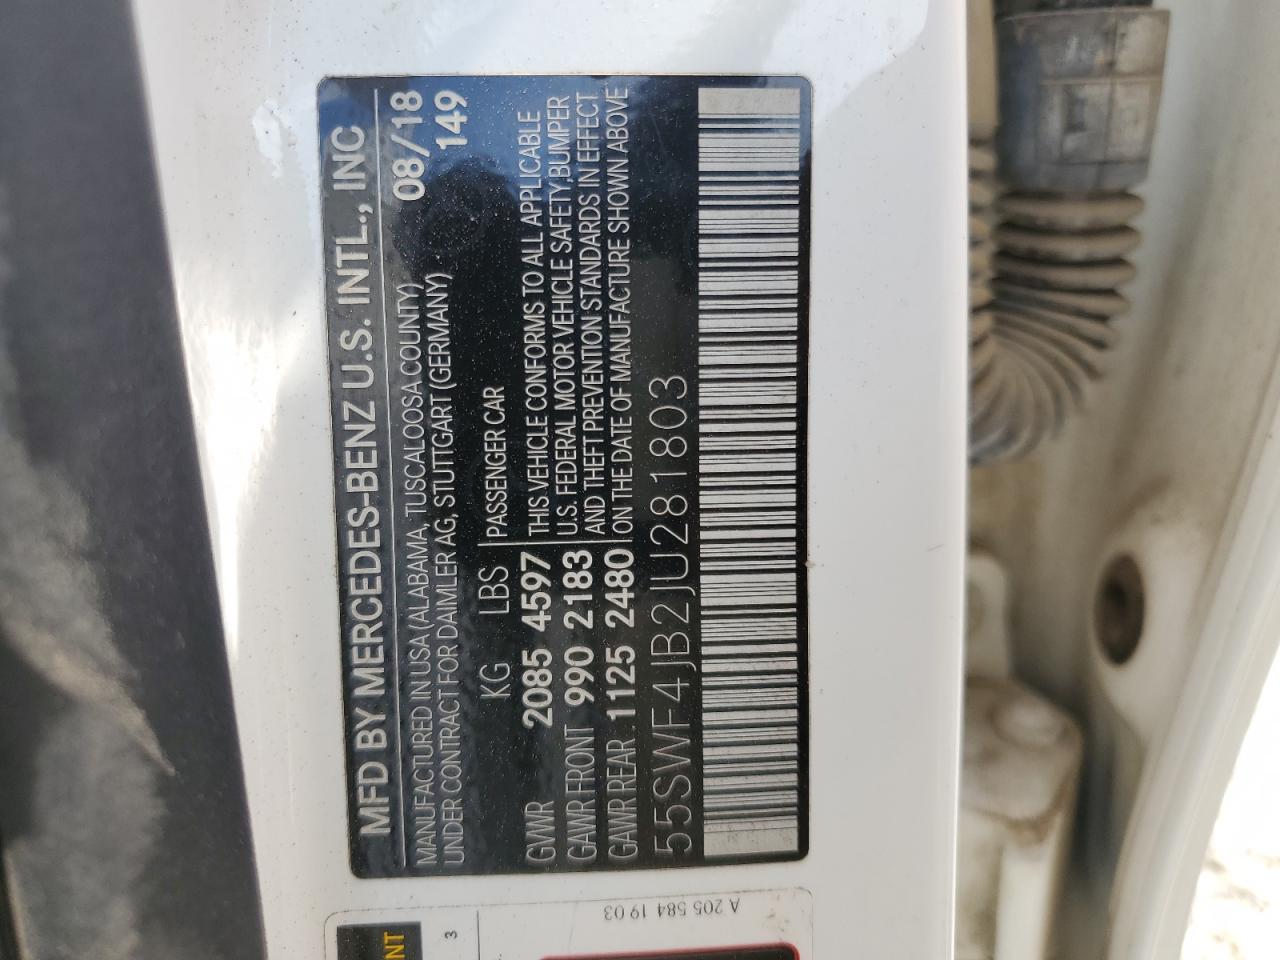 MFD BY MERCEDES-BENZ U.S. INTL., INC
MANUFACTURED IN USA (ALABAMA, TUSCALOOSA COUNTY) 08/18
UNDER CONTRACT FOR DAIMLER AG, STUTTGART (GERMANY) 149
KG LBS PASSENGER CAR
GVWR 2085 4597 THIS VEHICLE CONFORMS TO ALL APPLICABLE
GAWR FRONT 990 2183 U.S. FEDERAL MOTOR VEHICLE SAFETY,BUMPER
GAWR REAR 1125 2480 AND THEFT PREVENTION STANDARDS IN EFFECT
ON THE DATE OF MANUFACTURE SHOWN ABOVE
55SWF4JB2JU281803
NT
3
A 205 584 19 03